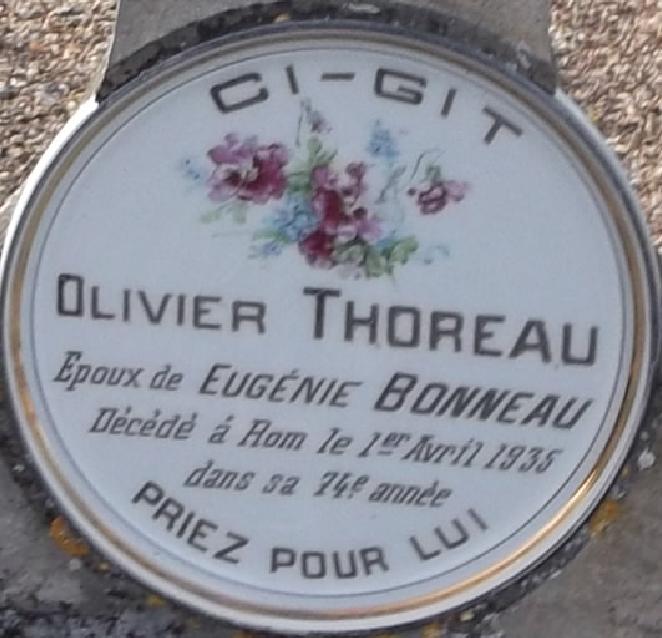 CI-GIT
OLIVIER THOREAU
Epoux de EUGÉNIE BONNEAU
Décédé á Rom le 1er Avril 1935
dans sa 74e année
PRIEZ POUR LUI